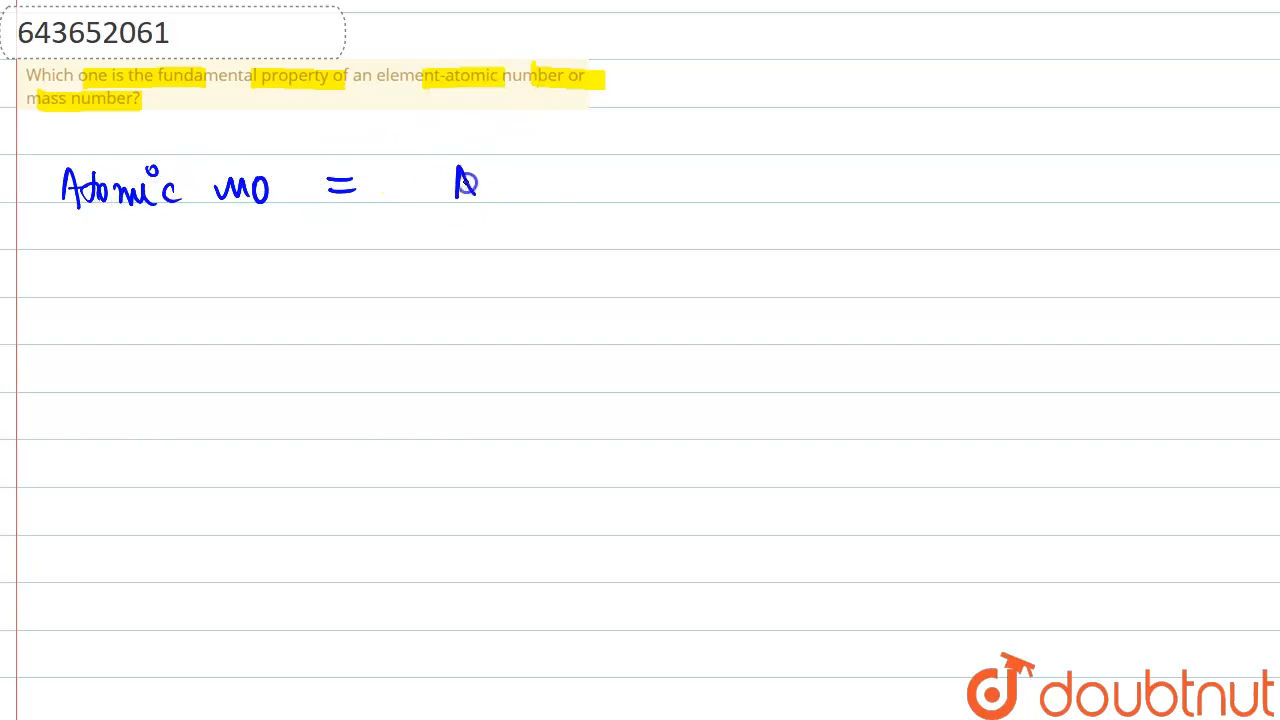 643652061
Which one is the fundamental property of an element-atomic number or
mass number?
Atomic no =
doubtnut